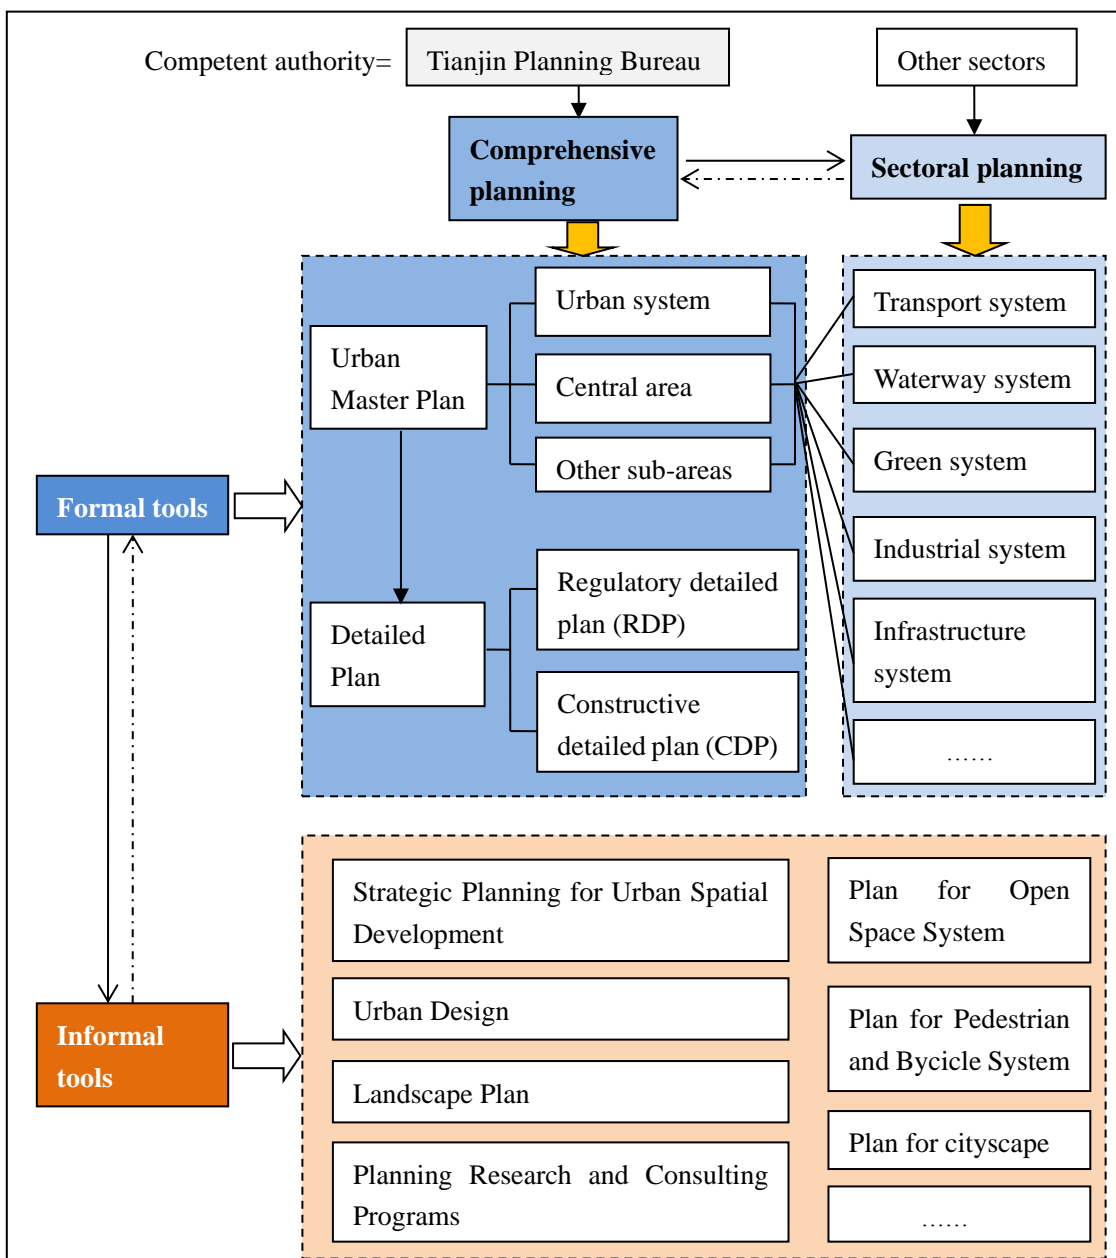 Competent authority=
Tianjin Planning Bureau
Other sectors
Comprehensive
planning
Sectoral planning
Urban system
Transport system
Urban
Master Plan
Central area
Waterway system
Other sub-areas
Green system
Formal tools
Industrial system
Regulatory detailed
plan (RDP)
Detailed
Plan
Infrastructure
system
Constructive
detailed plan (CDP)
......
Strategic Planning for Urban Spatial
Development
Plan for Open
Space System
Urban Design
Plan for Pedestrian
and Bycicle System
Informal
tools
Landscape Plan
Plan for cityscape
Planning Research and Consulting
Programs
......